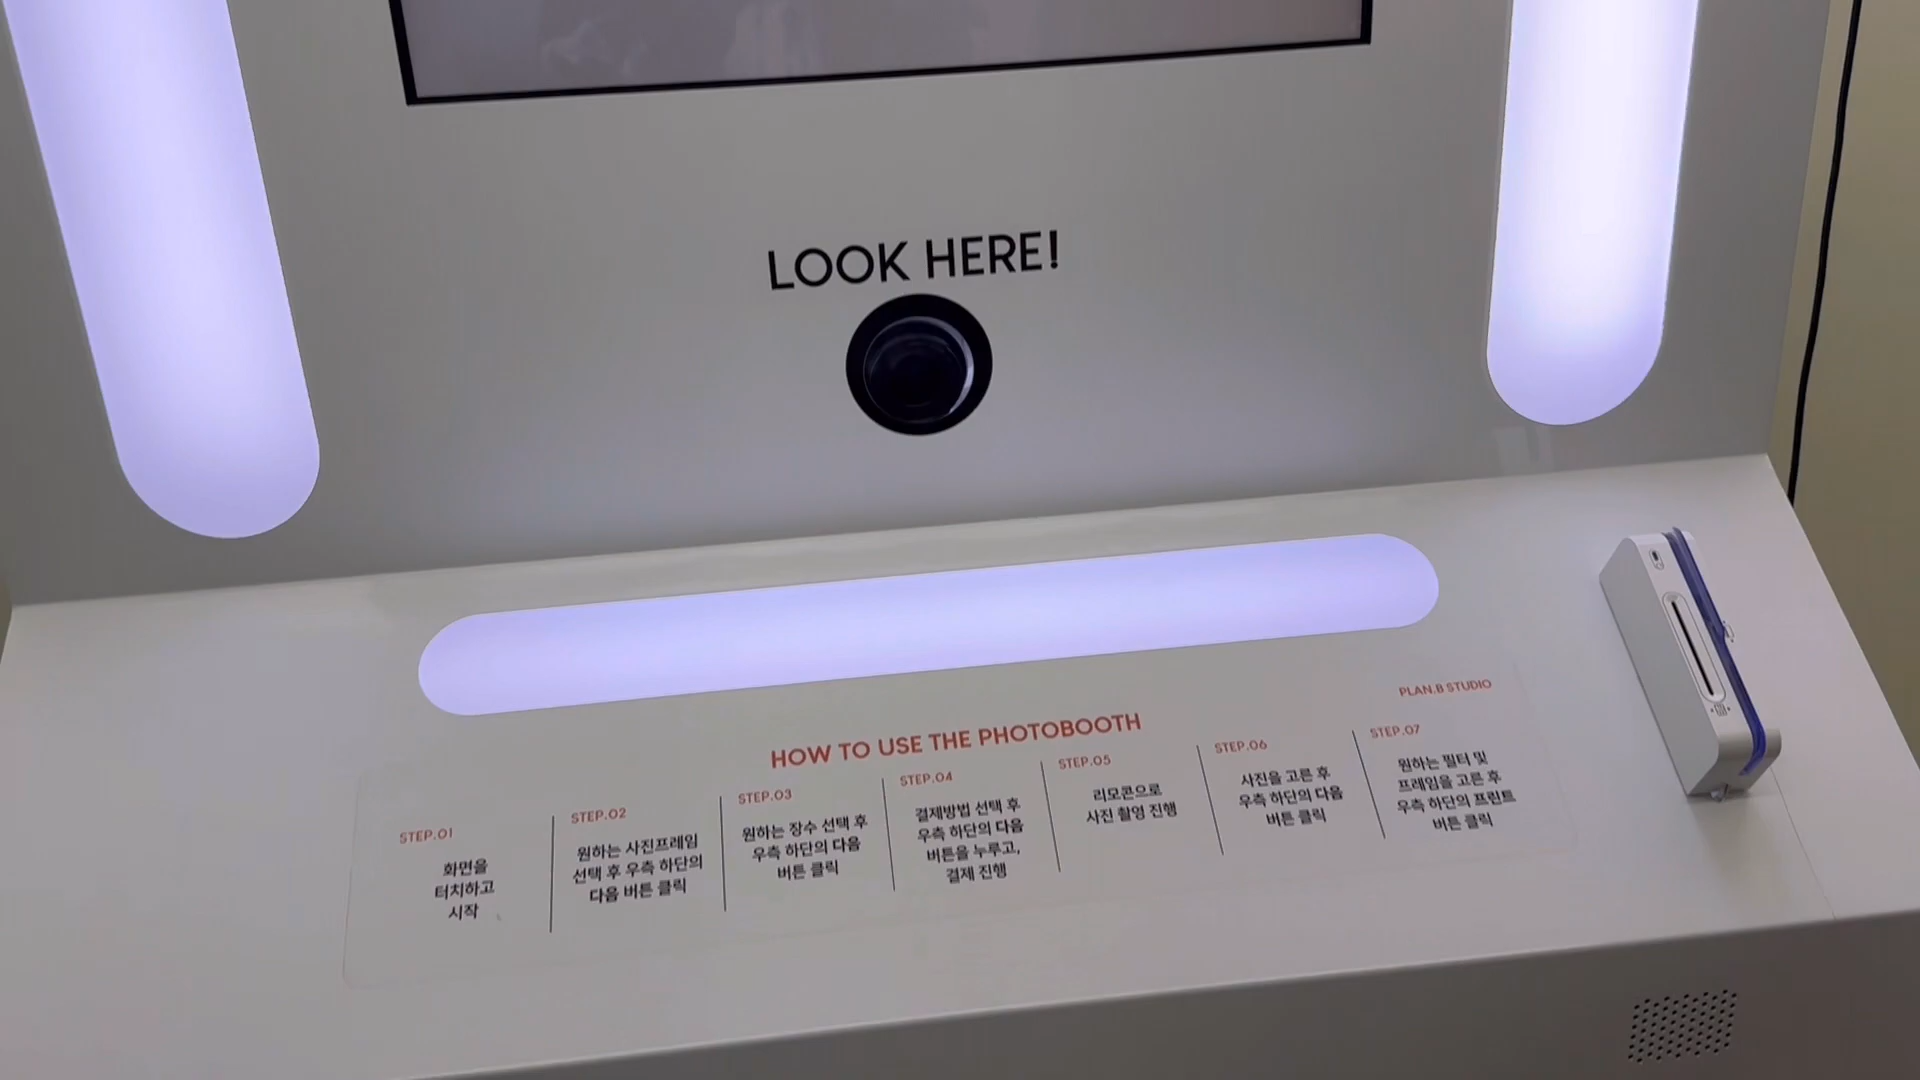 LOOK HERE!
PLAN.B STUDIO
HOW TO USE THE PHOTOBOOTH
STEP.01
화면을
터치하고
시작
STEP.02
원하는 사진프레임
선택 후 우측 하단의
다음 버튼 클릭
STEP.03
원하는 장수 선택 후
우측 하단의 다음
버튼 클릭
STEP.04
결제방법 선택 후
우측 하단의 다음
버튼을 누루고,
결제 진행
STEP.05
리모콘으로
사진 촬영 진행
STEP.06
사진을 고른 후
우측 하단의 다음
버튼 클릭
STEP.07
원하는 필터 및
프레임을 고른 후
우측 하단의 프린트
버튼 클릭